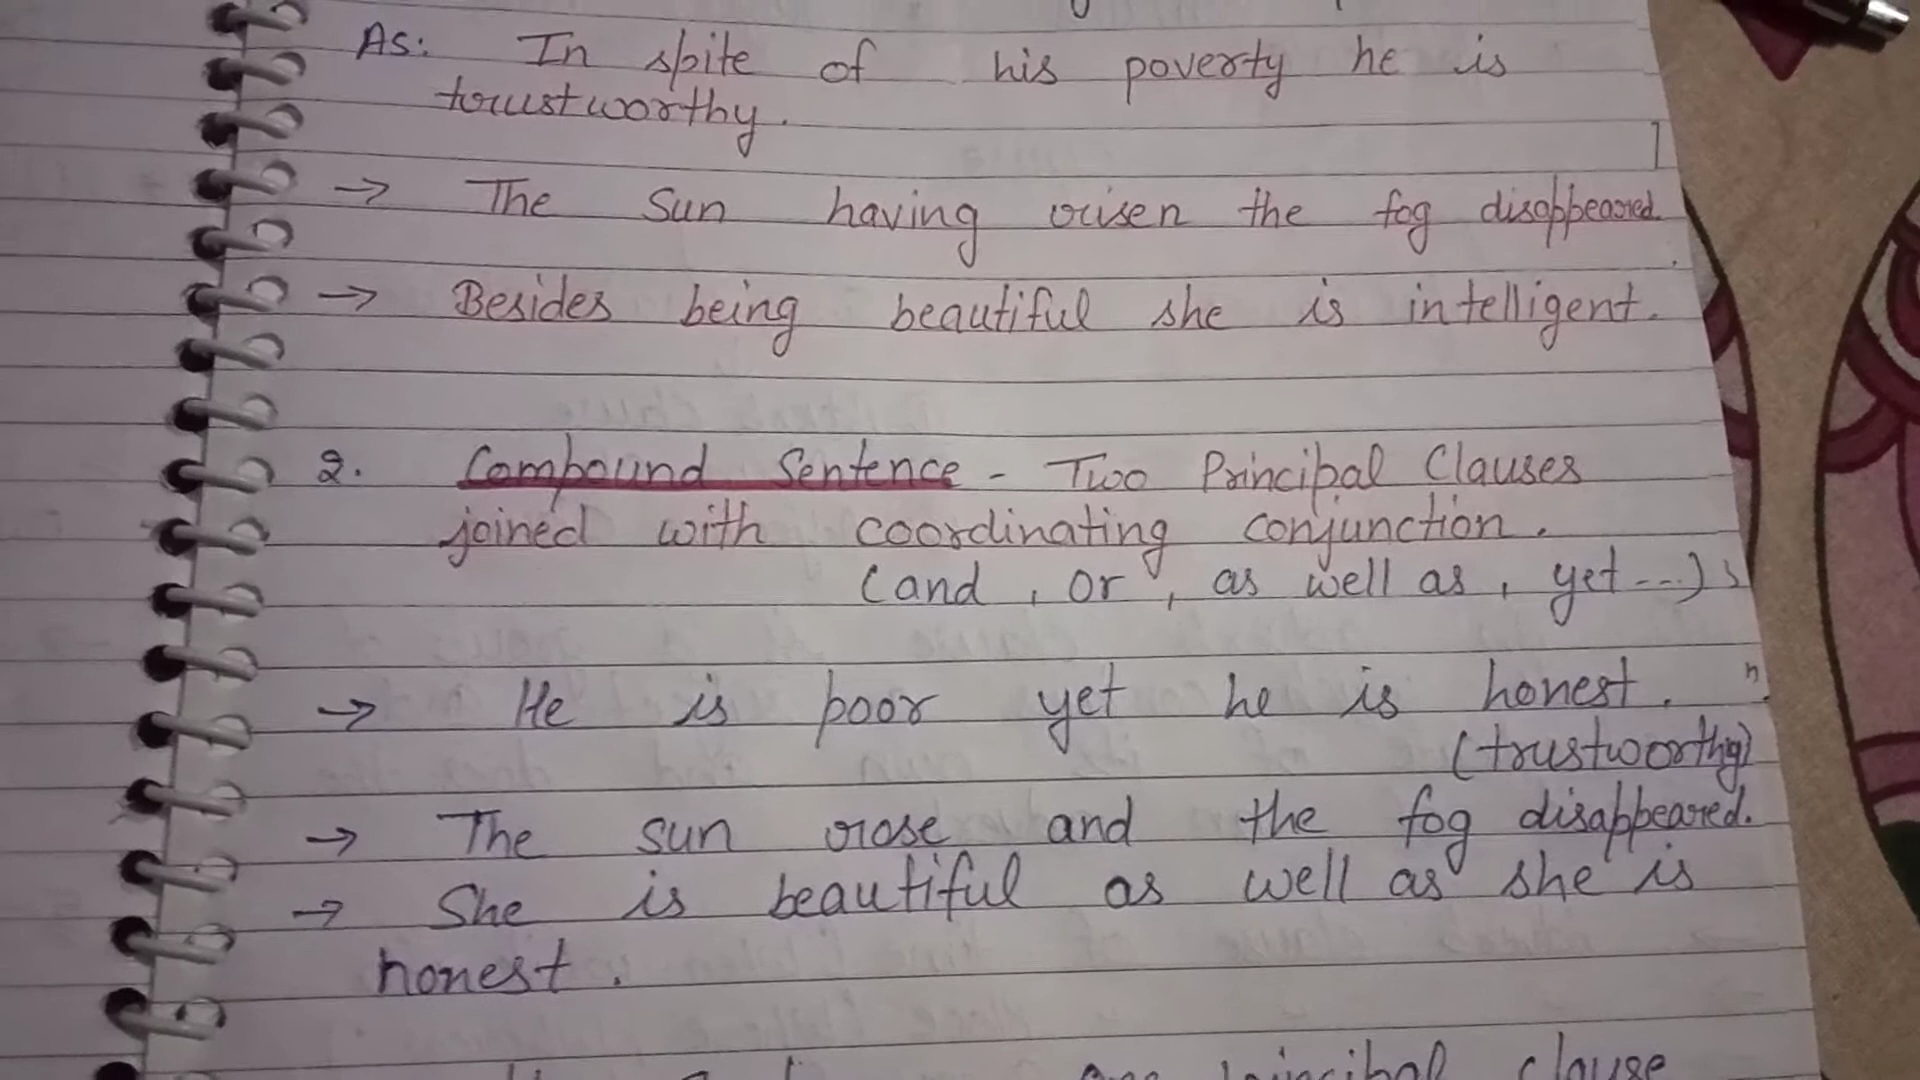 As: In spite of his poverty he is
trustworthy.
→ The Sun having arisen the fog disappeared.
→ Besides being beautiful she is intelligent.
2. Compound Sentence - Two Principal Clauses
joined with coordinating conjunction.
(and, or, as well as, yet---)
→ He is poor yet he is honest.
(trustworthy)
→ The sun rose and the fog disappeared.
→ She is beautiful as well as she is
honest.
clause